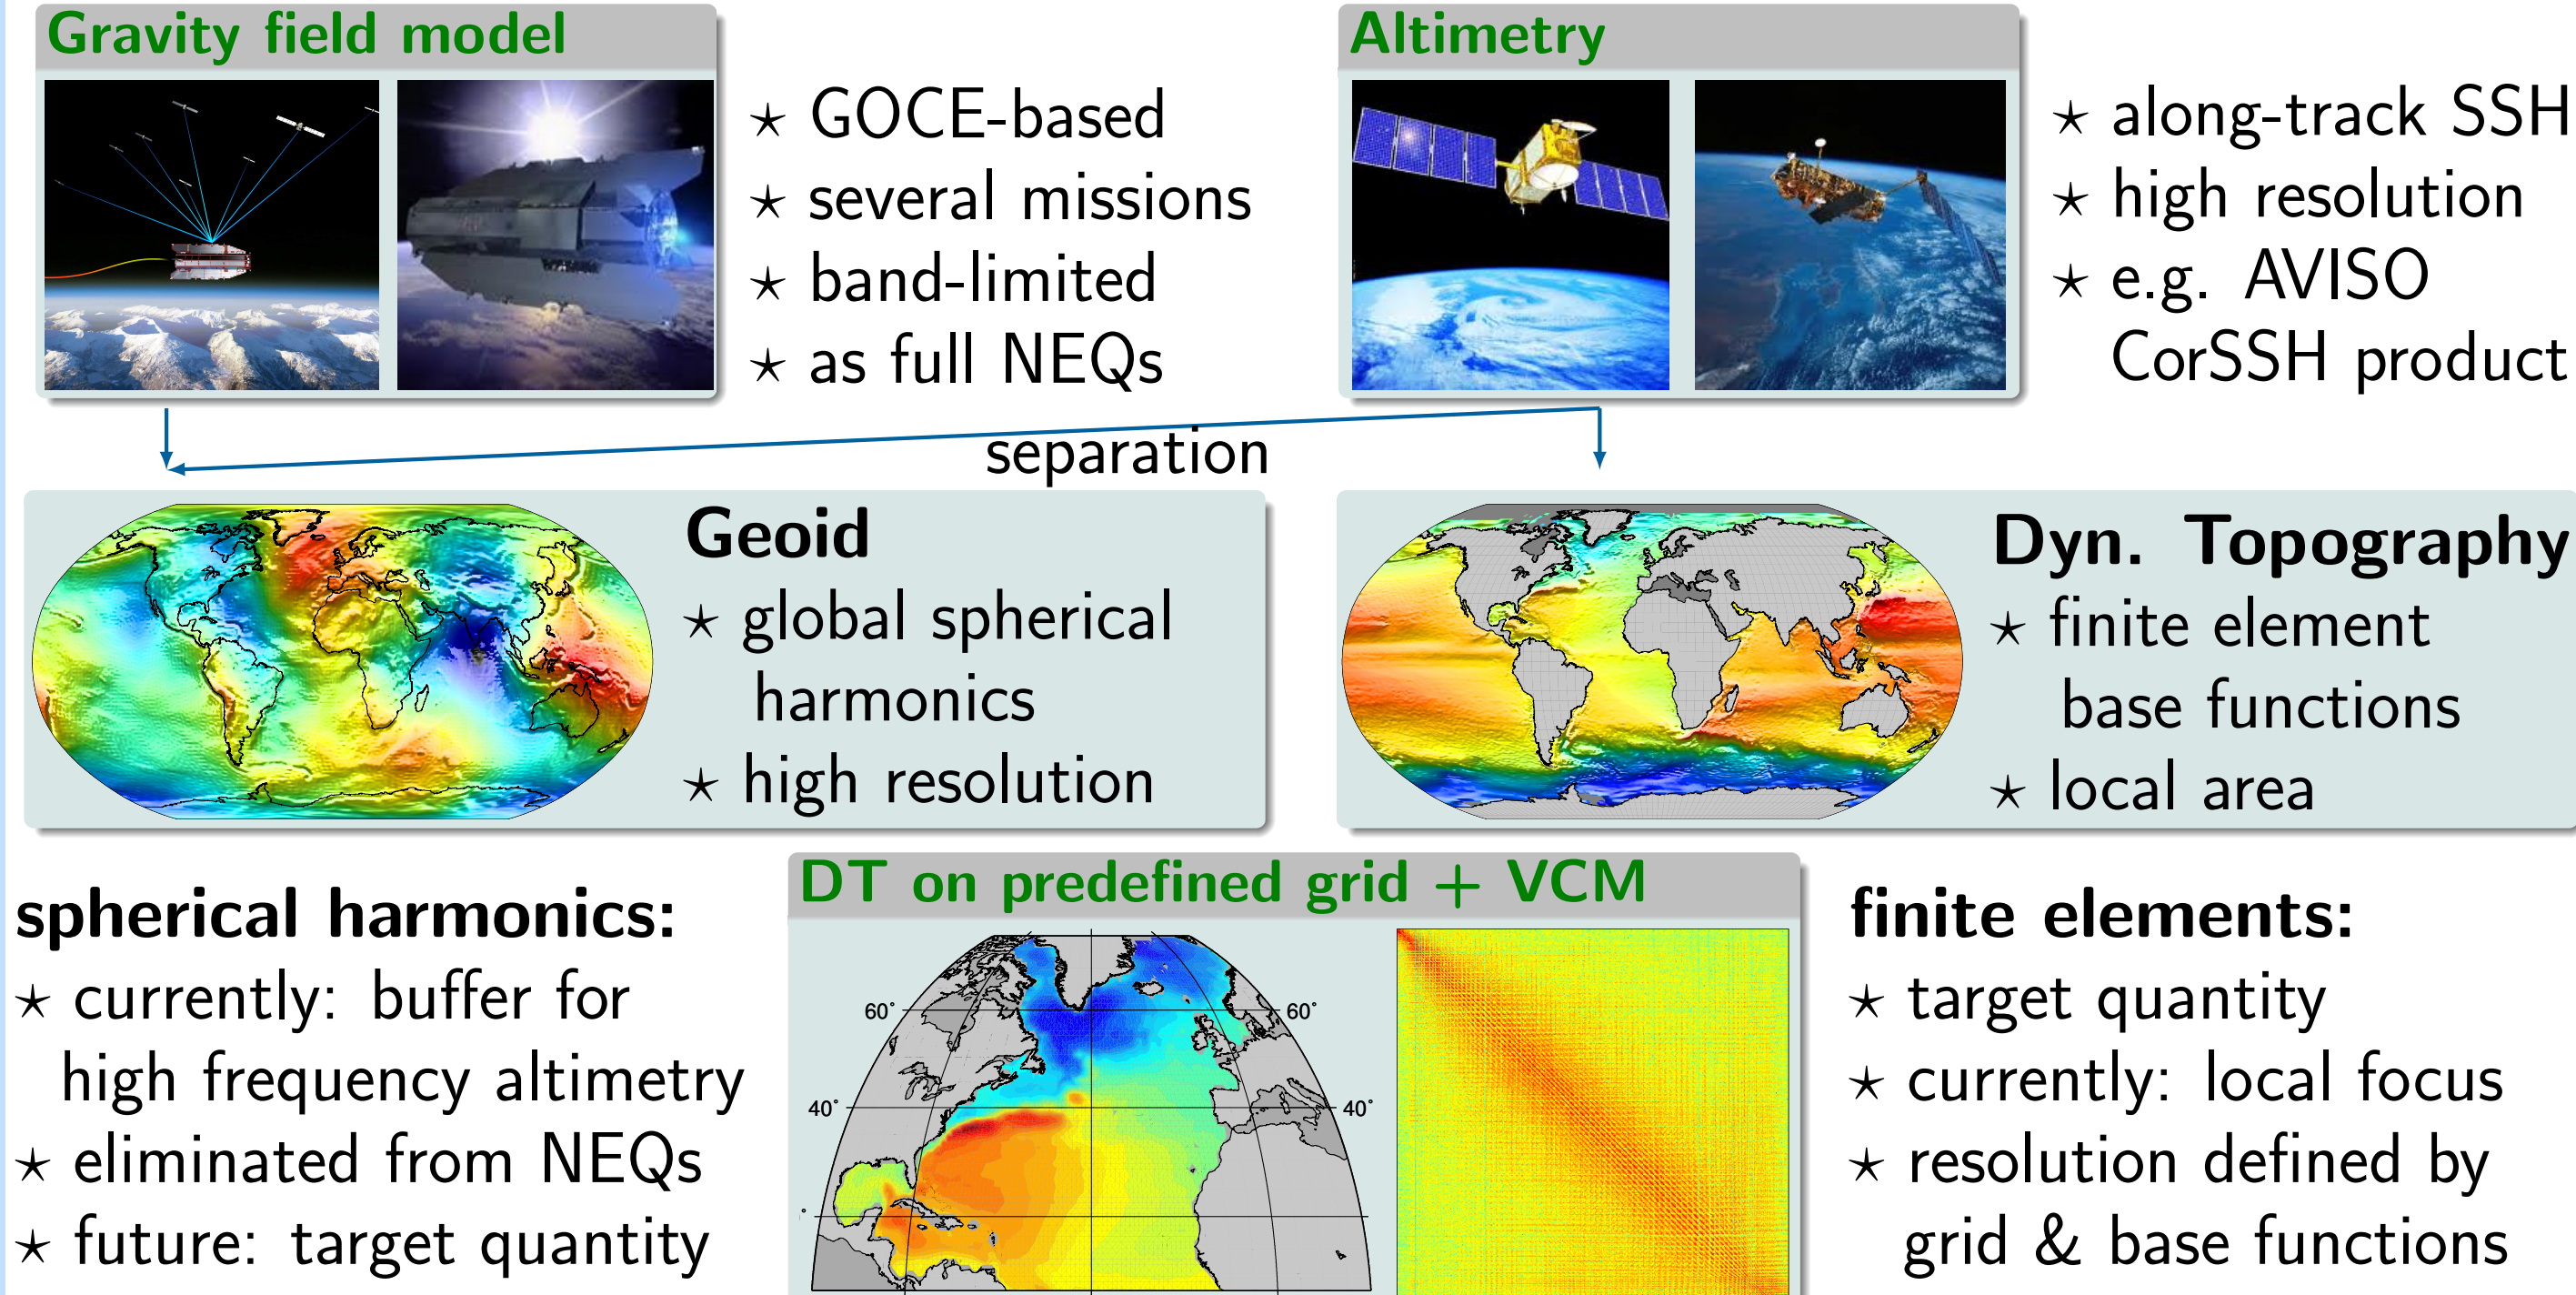 Gravity field model
⋆ GOCE-based
⋆ several missions
⋆ band-limited
⋆ as full NEQs
Altimetry
⋆ along-track SSH
⋆ high resolution
⋆ e.g. AVISO
CorSSH product
separation
Geoid
⋆ global spherical
harmonics
⋆ high resolution
Dyn. Topography
⋆ finite element
base functions
⋆ local area
spherical harmonics:
⋆ currently: buffer for
high frequency altimetry
⋆ eliminated from NEQs
⋆ future: target quantity
DT on predefined grid + VCM
60° 60°
40° 40°
finite elements:
⋆ target quantity
⋆ currently: local focus
⋆ resolution defined by
grid & base functions